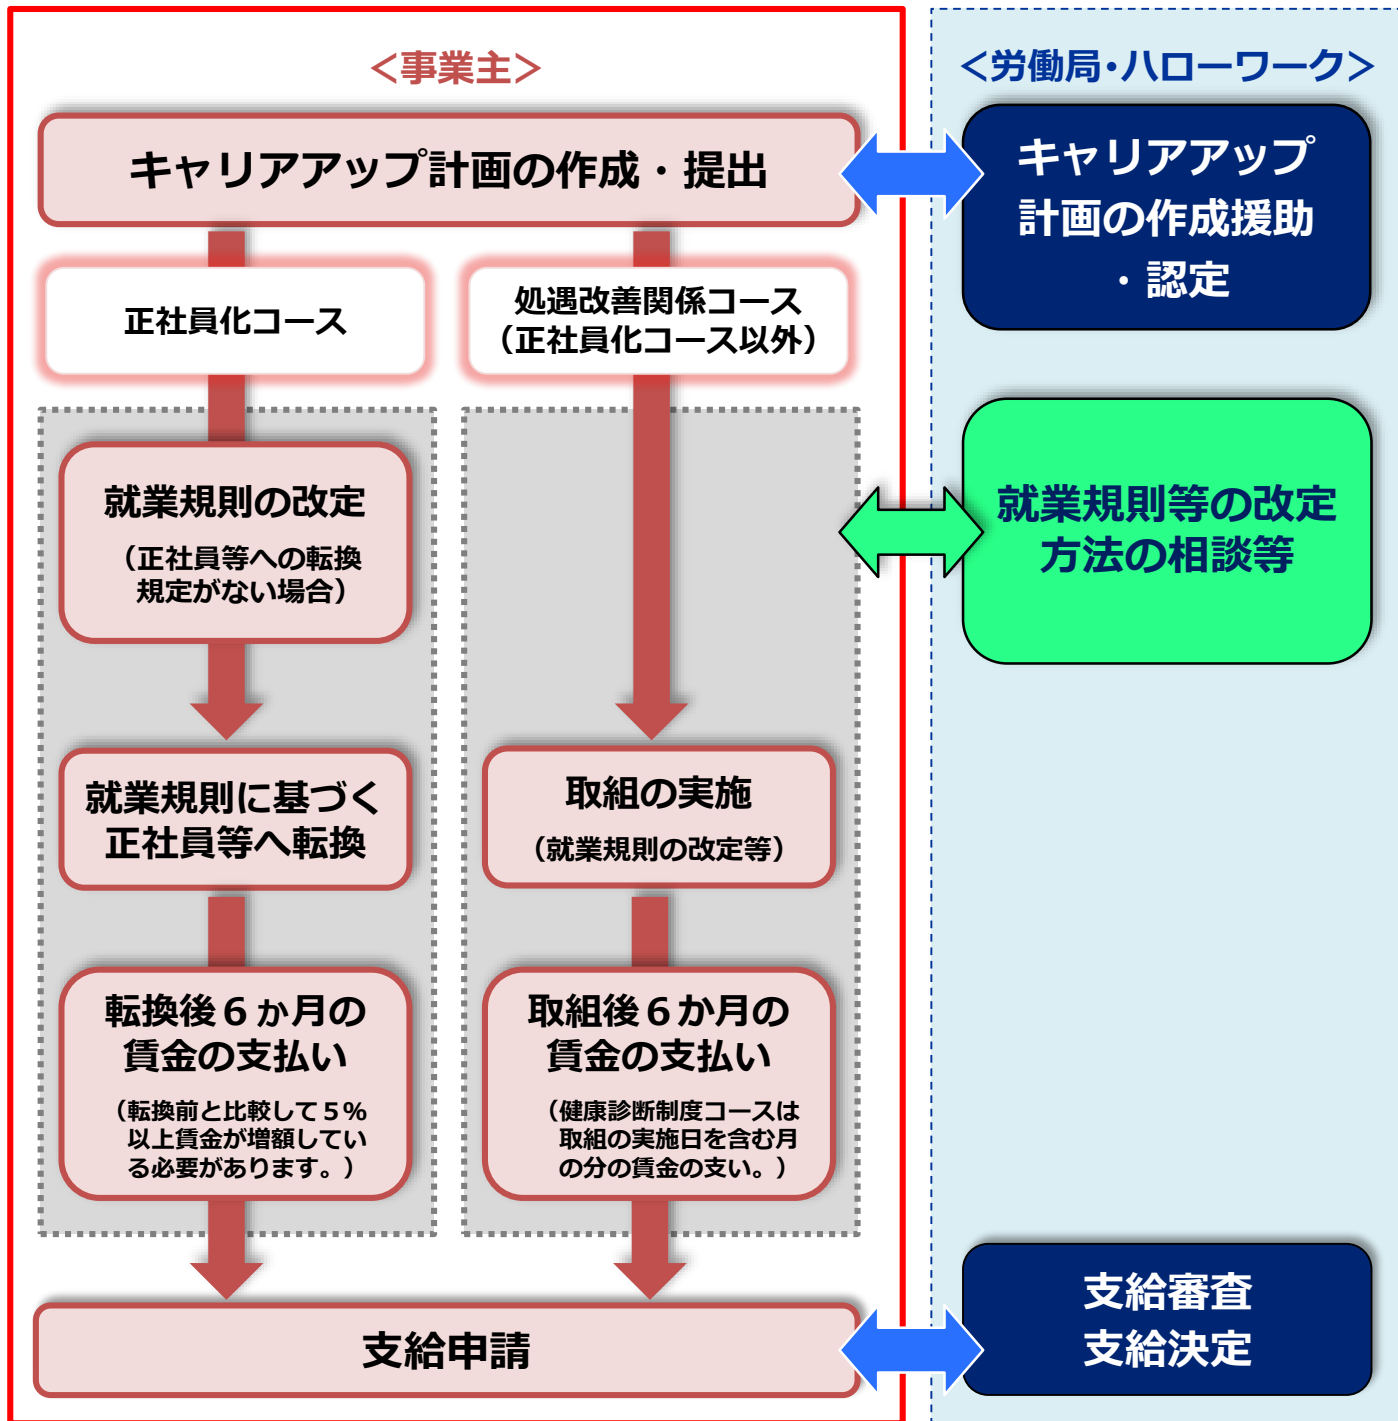 ＜事業主＞
キャリアアップ計画の作成・提出
正社員化コース
処遇改善関係コース
（正社員化コース以外）
就業規則の改定
（正社員等への転換
規定がない場合）
就業規則に基づく
正社員等へ転換
転換後６か月の
賃金の支払い
（転換前と比較して５％
以上賃金が増額してい
る必要があります。）
取組の実施
（就業規則の改定等）
取組後６か月の
賃金の支払い
（健康診断制度コースは
取組の実施日を含む月
の分の賃金の支い。）
支給申請
＜労働局・ハローワーク＞
キャリアアップ
計画の作成援助
・認定
就業規則等の改定
方法の相談等
支給審査
支給決定